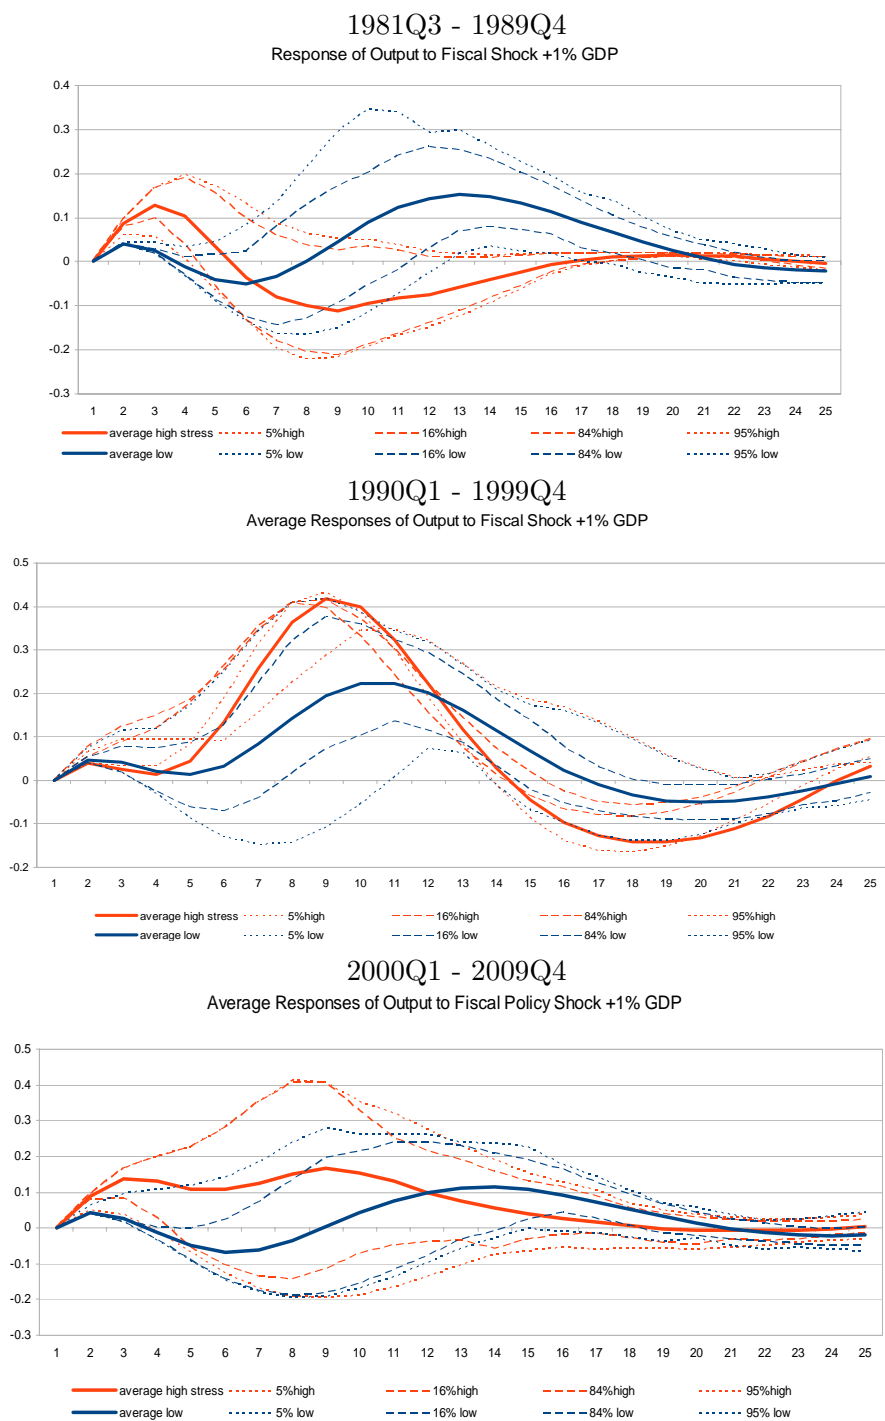 1981Q3 - 1989Q4
Response of Output to Fiscal Shock +1% GDP
0.4
0.3
0.2
0.1
0
-0.1
-0.2
-0.3
1 2 3 4 5 6 7 8 9 10 11 12 13 14 15 16 17 18 19 20 21 22 23 24 25
average high stress 5%high 16%high 84%high 95%high
average low 5% low 16% low 84% low 95% low
1990Q1 - 1999Q4
Average Responses of Output to Fiscal Shock +1% GDP
0.5
0.4
0.3
0.2
0.1
0
-0.1
-0.2
1 2 3 4 5 6 7 8 9 10 11 12 13 14 15 16 17 18 19 20 21 22 23 24 25
average high stress 5%high 16%high 84%high 95%high
average low 5% low 16% low 84% low 95% low
2000Q1 - 2009Q4
Average Responses of Output to Fiscal Policy Shock +1% GDP
0.5
0.4
0.3
0.2
0.1
0
-0.1
-0.2
-0.3
1 2 3 4 5 6 7 8 9 10 11 12 13 14 15 16 17 18 19 20 21 22 23 24 25
average high stress 5%high 16%high 84%high 95%high
average low 5% low 16% low 84% low 95% low